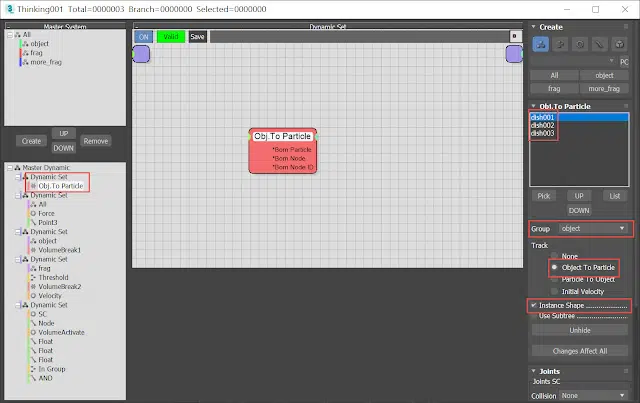 Thinking001 Total=0000003 Branch=0000000 Selected=0000000
Master System
All
object
frag
more_frag
Create
UP
DOWN
Remove
Master Dynamic
Dynamic Set
Obj.To Particle
Dynamic Set
All
Force
Point3
Dynamic Set
object
VolumeBreak1
Dynamic Set
frag
Threshold
VolumeBreak2
Velocity
Dynamic Set
SC
Node
VolumeActivate
Float
Float
Float
In Group
AND
Dynamic Set
ON
Valid
Save
0
Obj.To Particle
*Born Particle
*Born Node
*Born Node ID
Create
PC
All
object
frag
more_frag
Obj.To Particle
dish001
dish002
dish003
Pick
UP
List
DOWN
Group
object
Track
None
Object To Particle
Particle To Object
Initial Velocity
Instance Shape ......................
Use Subtree ..........................
Unhide
Changes Affect All
Joints
Joints SC
Collision
None